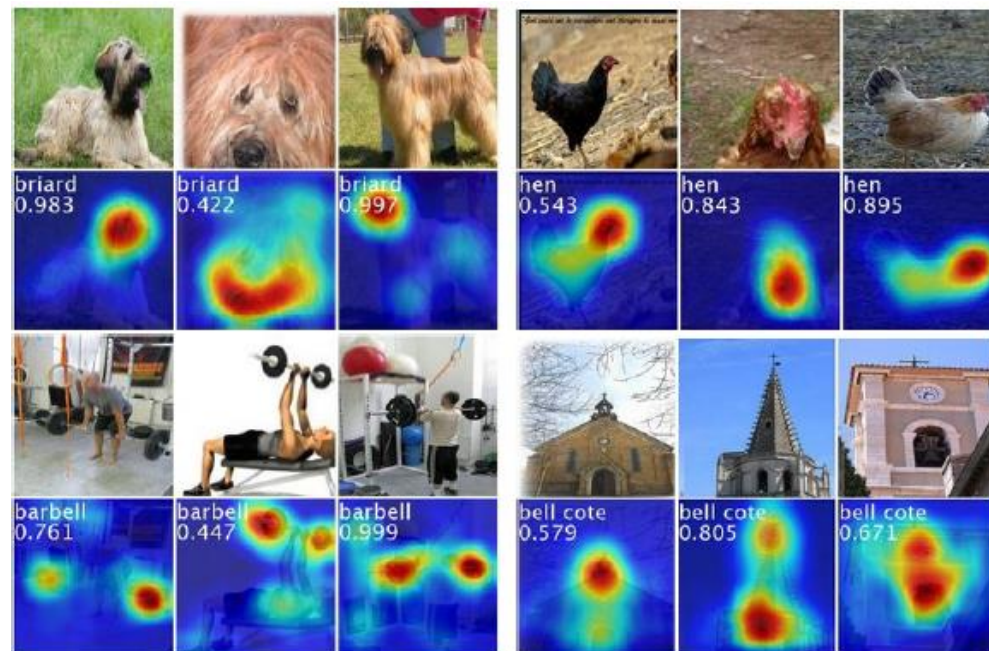 briard
0.983
briard
0.422
briard
0.997
hen
0.543
hen
0.843
hen
0.895
barbell
0.761
barbell
0.447
barbell
0.999
bell cote
0.579
bell cote
0.805
bell cote
0.671